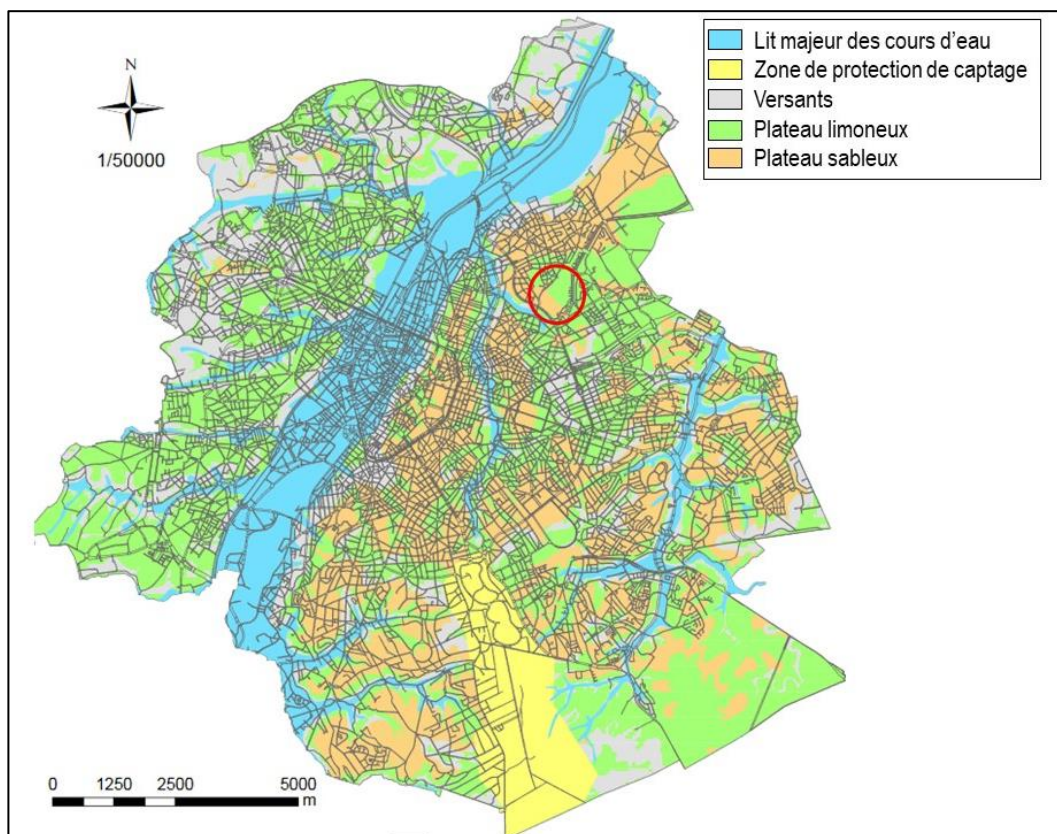 N
1/50000
Lit majeur des cours d'eau
Zone de protection de captage
Versants
Plateau limoneux
Plateau sableux
0 1250 2500 5000
m